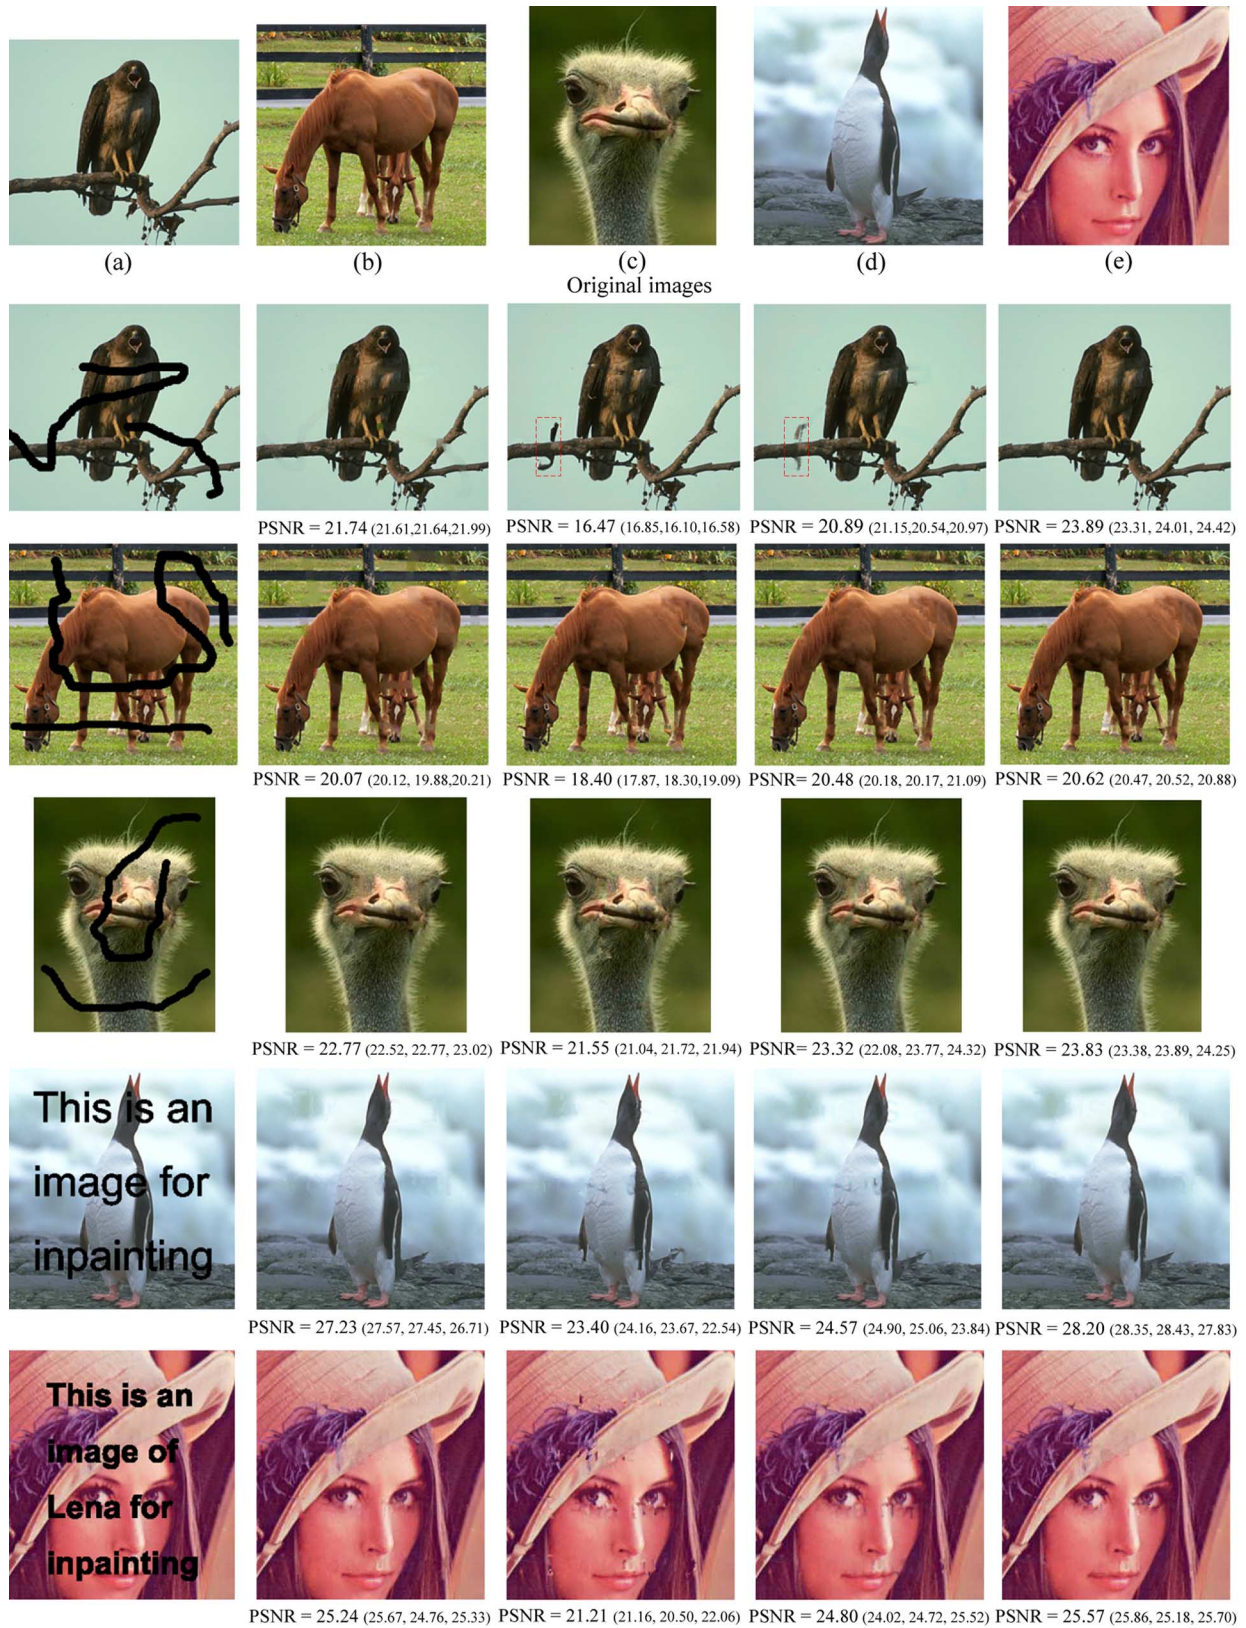 (a) (b) (c) (d) (e)
Original images
PSNR = 21.74 (21.61,21.64,21.99) PSNR = 16.47 (16.85,16.10,16.58) PSNR = 20.89 (21.15,20.54,20.97) PSNR = 23.89 (23.31, 24.01, 24.42)
PSNR = 20.07 (20.12, 19.88,20.21) PSNR = 18.40 (17.87, 18.30,19.09) PSNR= 20.48 (20.18, 20.17, 21.09) PSNR = 20.62 (20.47, 20.52, 20.88)
PSNR = 22.77 (22.52, 22.77, 23.02) PSNR = 21.55 (21.04, 21.72, 21.94) PSNR= 23.32 (22.08, 23.77, 24.32) PSNR = 23.83 (23.38, 23.89, 24.25)
This is an
image for
inpainting
PSNR = 27.23 (27.57, 27.45, 26.71) PSNR = 23.40 (24.16, 23.67, 22.54) PSNR = 24.57 (24.90, 25.06, 23.84) PSNR = 28.20 (28.35, 28.43, 27.83)
This is an
image of
Lena for
inpainting
PSNR = 25.24 (25.67, 24.76, 25.33) PSNR = 21.21 (21.16, 20.50, 22.06) PSNR = 24.80 (24.02, 24.72, 25.52) PSNR = 25.57 (25.86, 25.18, 25.70)